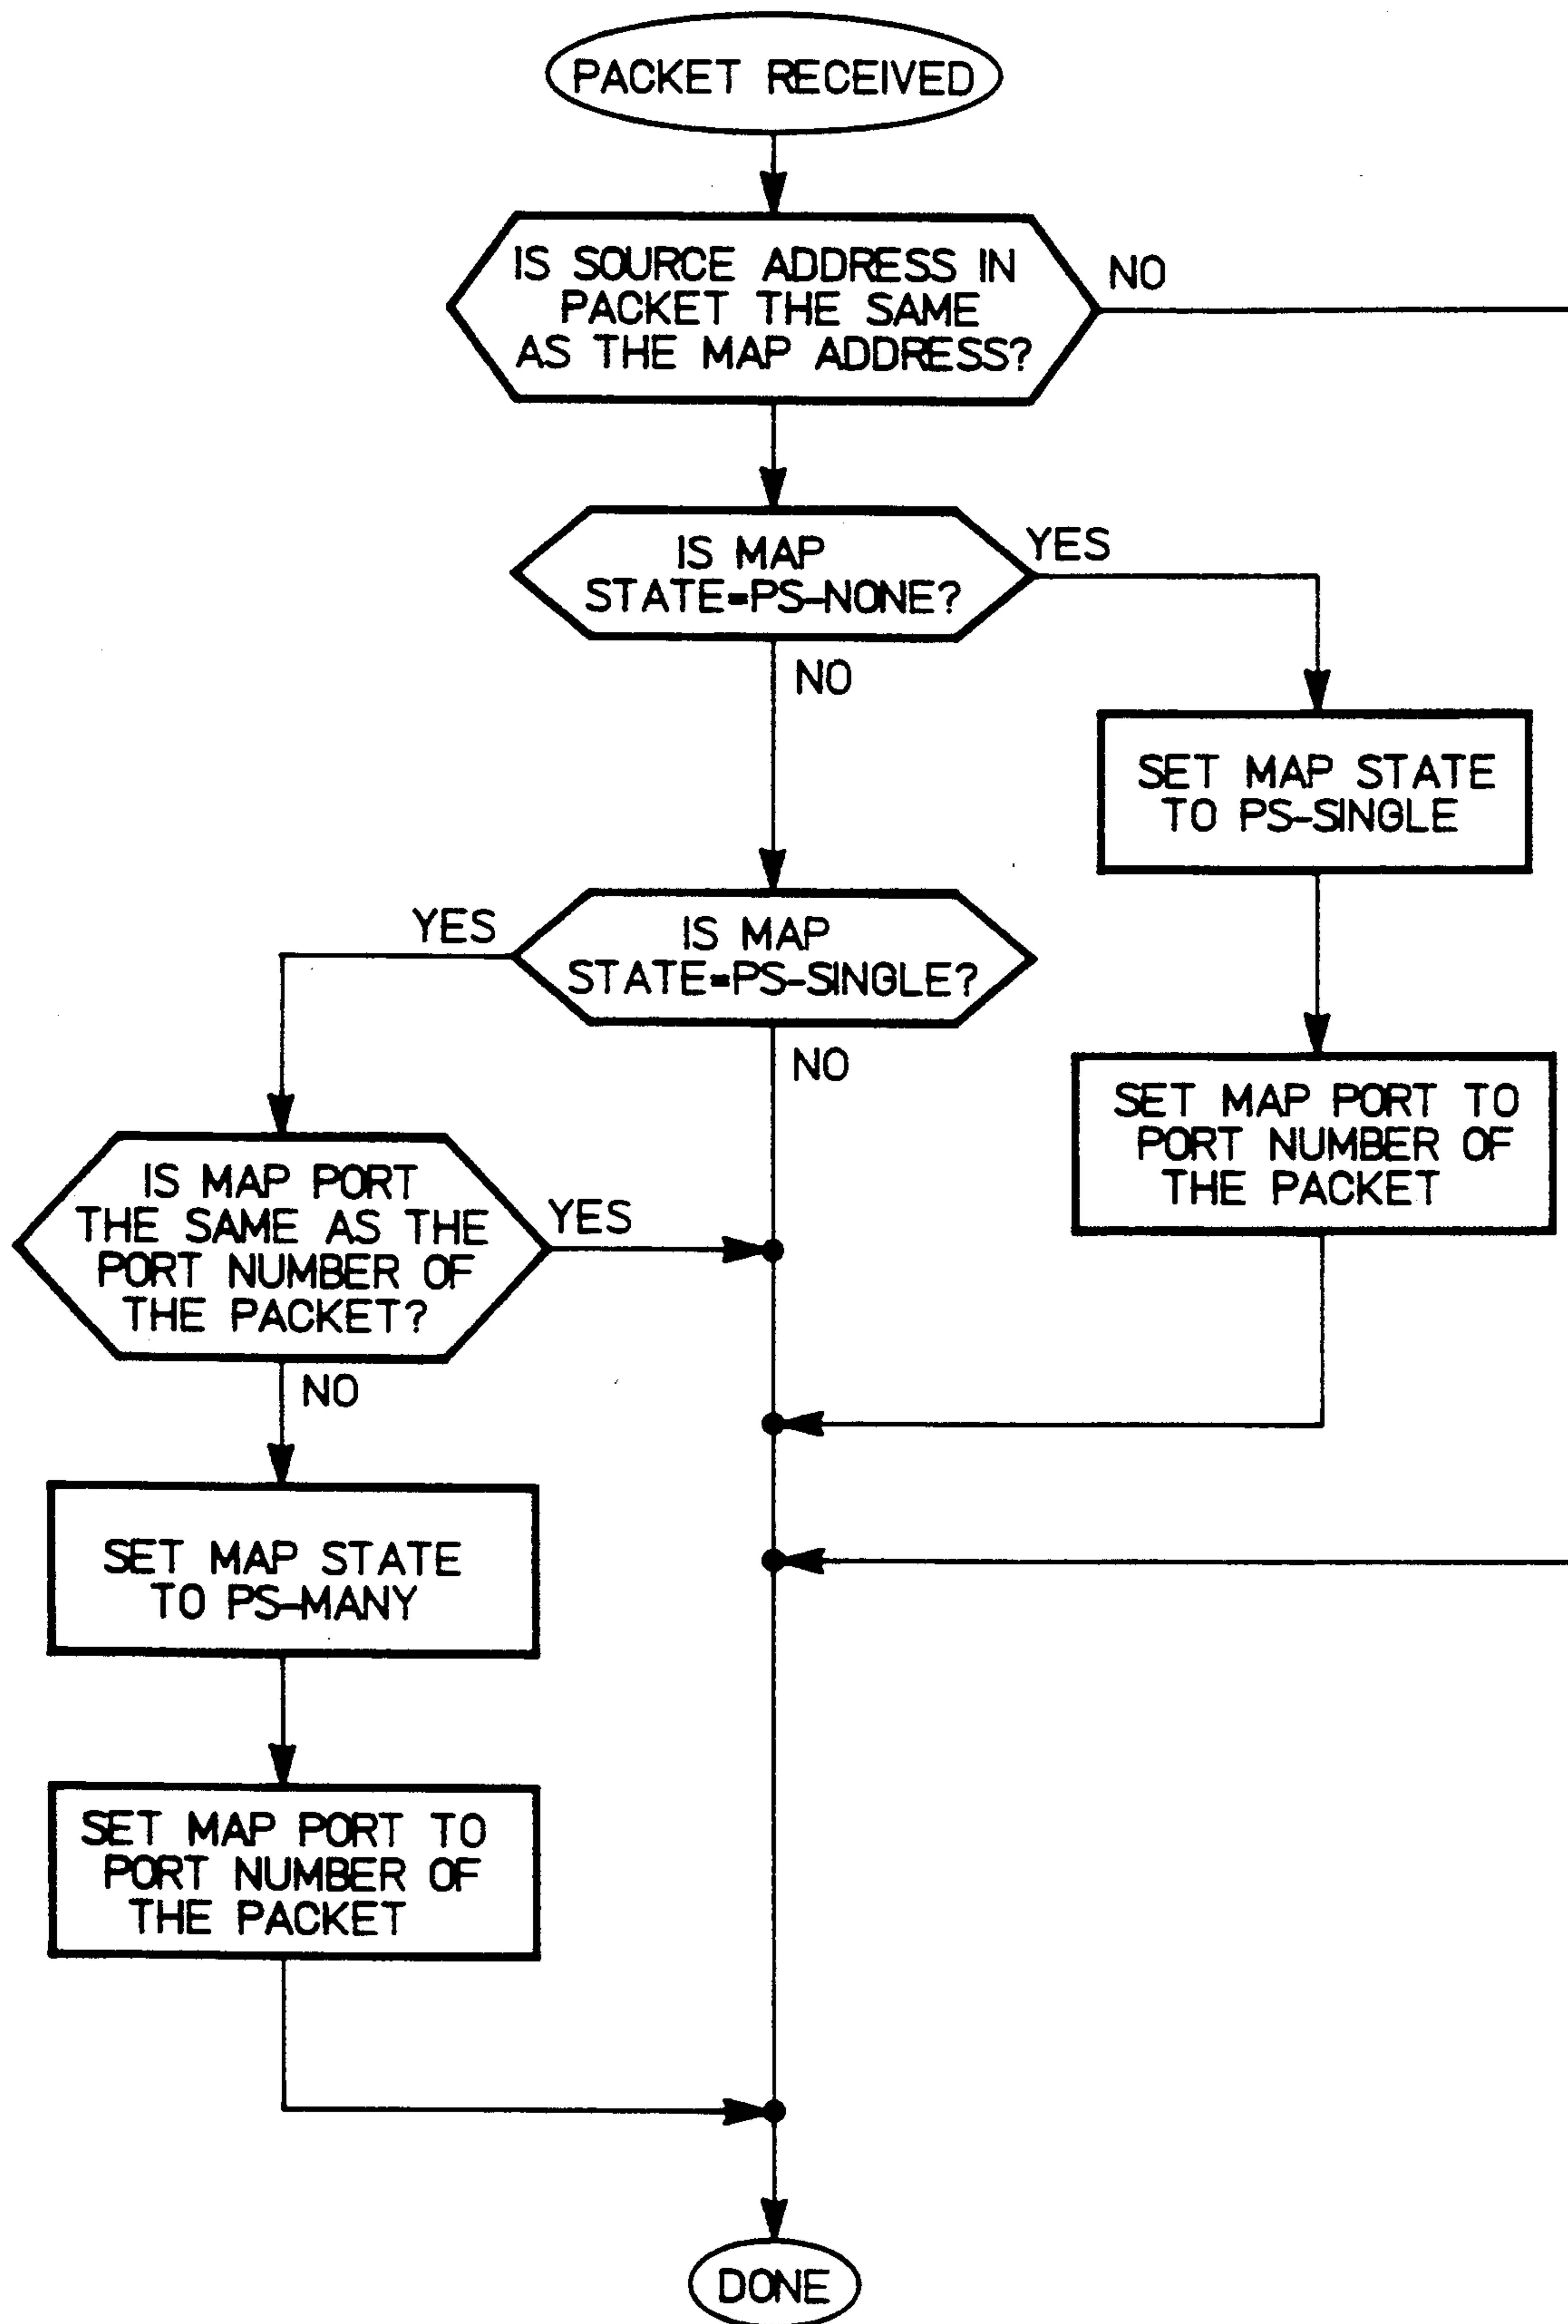 PACKET RECEIVED
IS SOURCE ADDRESS IN
PACKET THE SAME
AS THE MAP ADDRESS?
NO
IS MAP
STATE=PS-NONE?
YES
NO
SET MAP STATE
TO PS-SINGLE
YES
IS MAP
STATE=PS-SINGLE?
NO
SET MAP PORT TO
PORT NUMBER OF
THE PACKET
IS MAP PORT
THE SAME AS THE
PORT NUMBER OF
THE PACKET?
YES
NO
SET MAP STATE
TO PS-MANY
SET MAP PORT TO
PORT NUMBER OF
THE PACKET
DONE